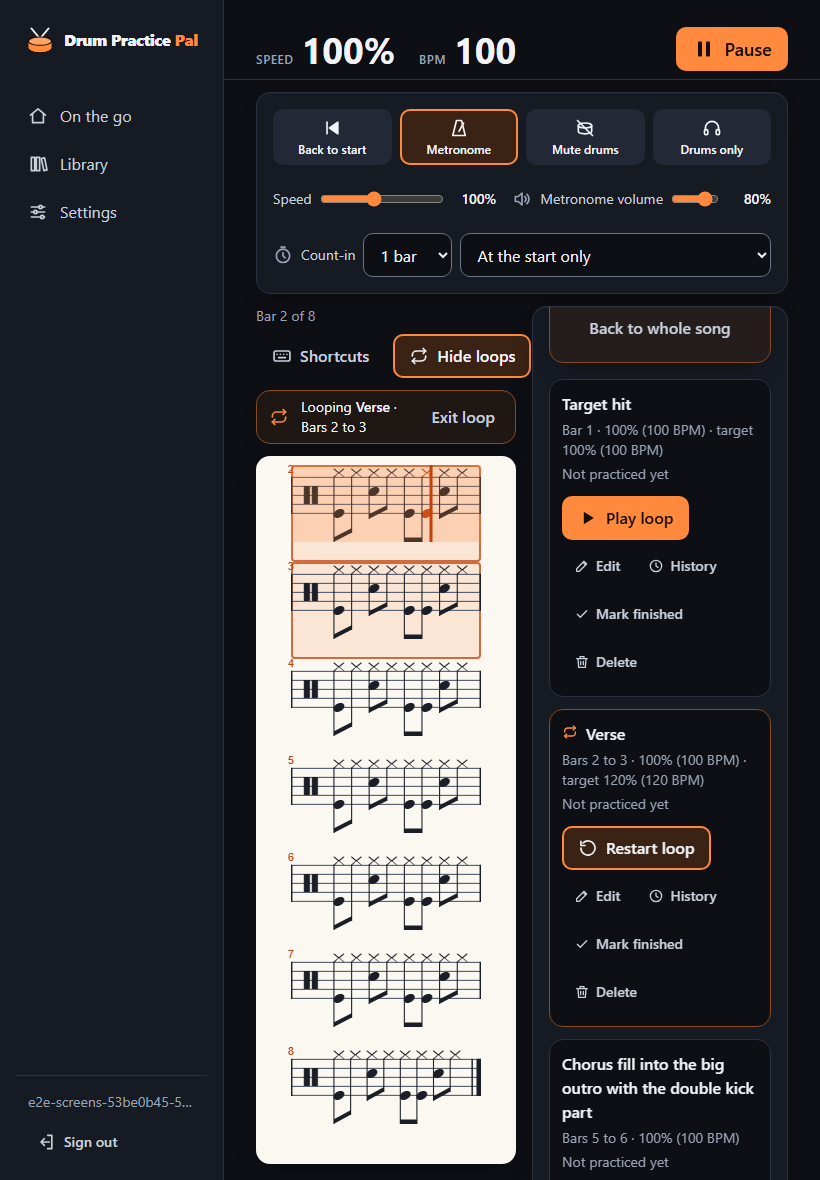 Drum Practice Pal
On the go
Library
Settings
e2e-screens-53be0b45-5...
Sign out
SPEED 100% BPM 100
Pause
Back to start
Metronome
Mute drums
Drums only
Speed 100% Metronome volume 80%
Count-in 1 bar At the start only
Bar 2 of 8
Shortcuts
Hide loops
Looping Verse ·
Bars 2 to 3
Exit loop
2
3
4
5
6
7
8
Back to whole song
Target hit
Bar 1 · 100% (100 BPM) · target
100% (100 BPM)
Not practiced yet
Play loop
Edit History
Mark finished
Delete
Verse
Bars 2 to 3 · 100% (100 BPM) ·
target 120% (120 BPM)
Not practiced yet
Restart loop
Edit History
Mark finished
Delete
Chorus fill into the big
outro with the double kick
part
Bars 5 to 6 · 100% (100 BPM)
Not practiced yet